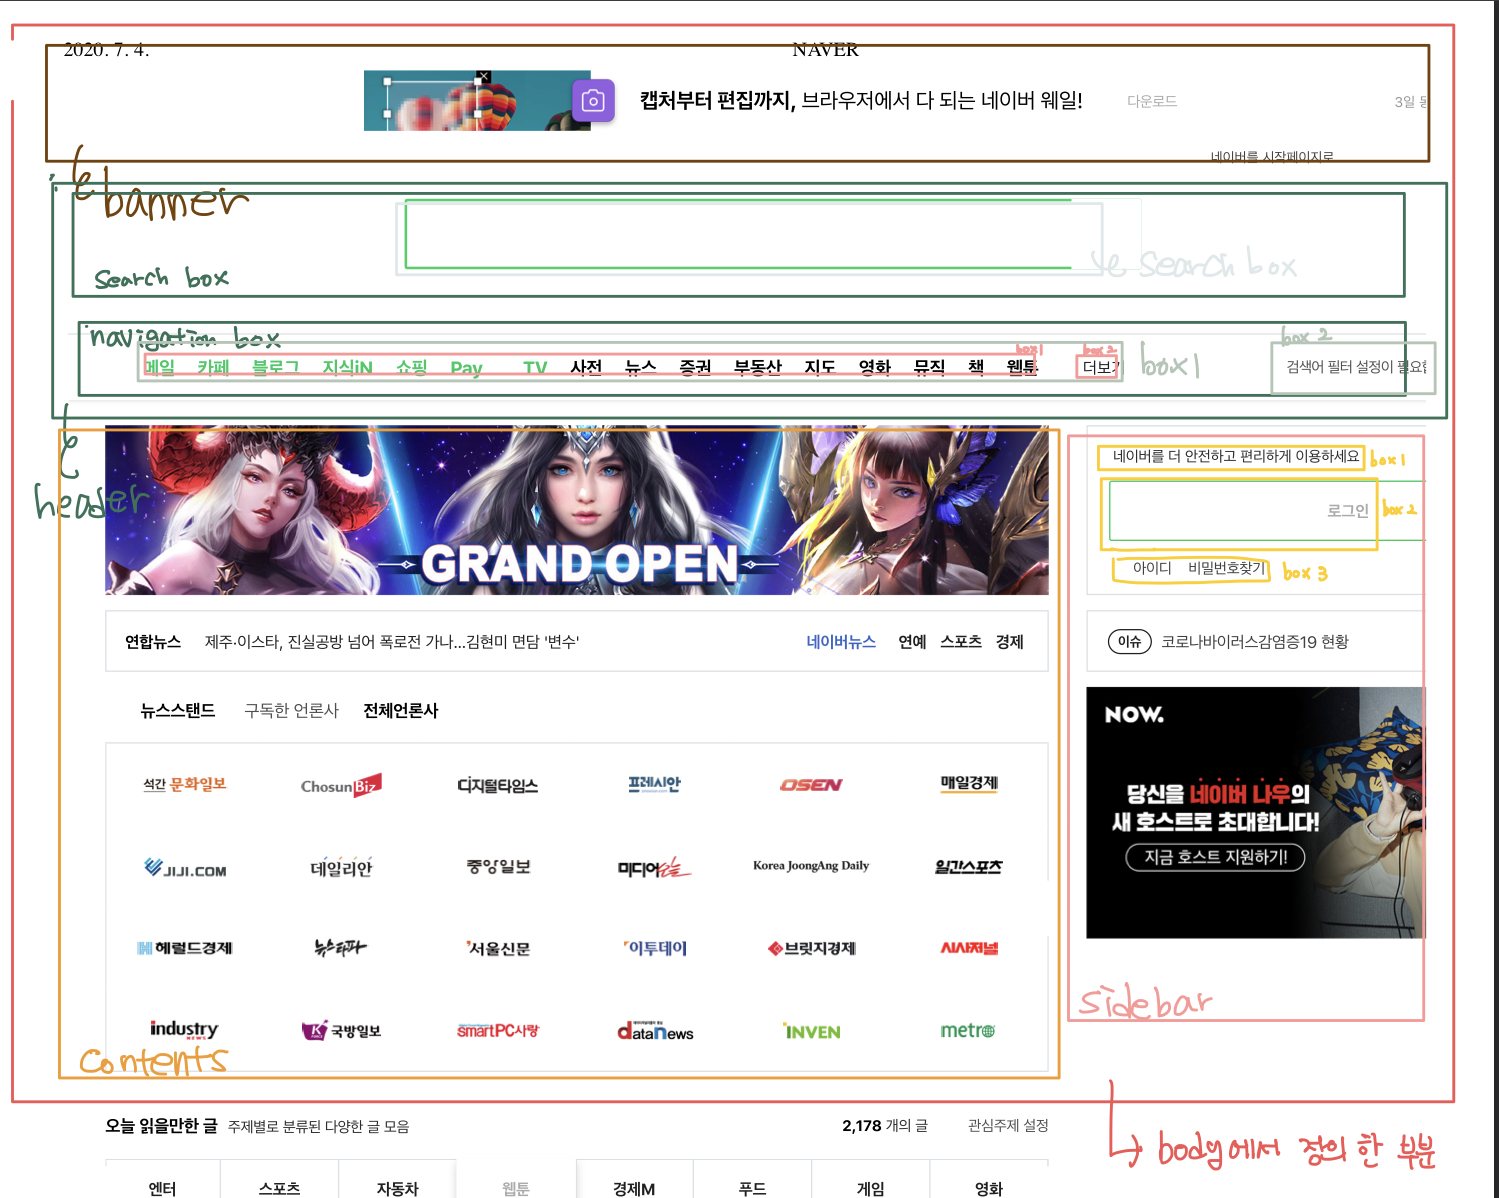 2020. 7. 4.
NAVER
캡처부터 편집까지, 브라우저에서 다 되는 네이버 웨일!
다운로드
3일 동
네이버를 시작페이지로
banner
search box
search box
navigation box
메일 카페 블로그 지식iN 쇼핑 Pay TV 사전 뉴스 증권 부동산 지도 영화 뮤직 책 웹툰 더보기
box1
box2
box1
box 2
검색어 필터 설정이 필요한
header
GRAND OPEN
네이버를 더 안전하고 편리하게 이용하세요
box1
로그인
box 2
아이디 비밀번호찾기
box 3
연합뉴스 제주·이스타, 진실공방 넘어 폭로전 가나...김현미 면담 '변수'
네이버뉴스 연예 스포츠 경제
이슈 코로나바이러스감염증19 현황
뉴스스탠드 구독한 언론사 전체언론사
NOW.
당신을 네이버 나우의
새 호스트로 초대합니다!
지금 호스트 지원하기!
석간 문화일보 ChosunBiz 디지털타임스 프레시안 OSEN 매일경제
JIJI.COM 데일리안 중앙일보 미디어오늘 Korea JoongAng Daily 일간스포츠
헤럴드경제 뉴스타파 서울신문 이투데이 브릿지경제 시사저널
industry NEWS 국방일보 smartPC사랑 dataNews INVEN metro
sidebar
contents
오늘 읽을만한 글 주제별로 분류된 다양한 글 모음
2,178 개의 글 관심주제 설정
body에서 정의 한 부분
엔터 스포츠 자동차 웹툰 경제M 푸드 게임 영화